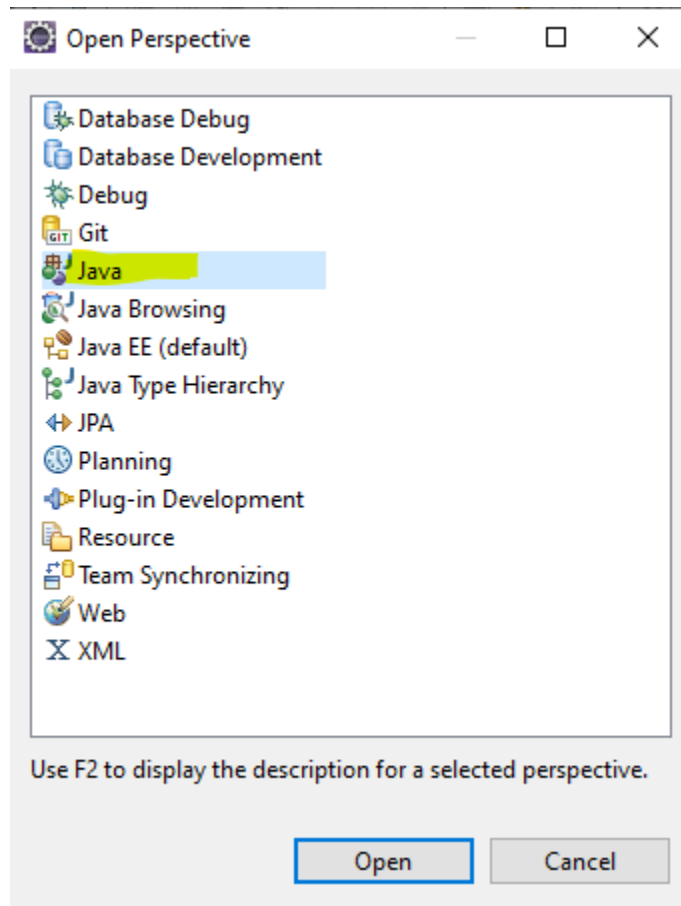 Open Perspective
Database Debug
Database Development
Debug
GIT Git
Java
Java Browsing
Java EE (default)
Java Type Hierarchy
JPA
Planning
Plug-in Development
Resource
Team Synchronizing
Web
X XML
Use F2 to display the description for a selected perspective.
Open Cancel